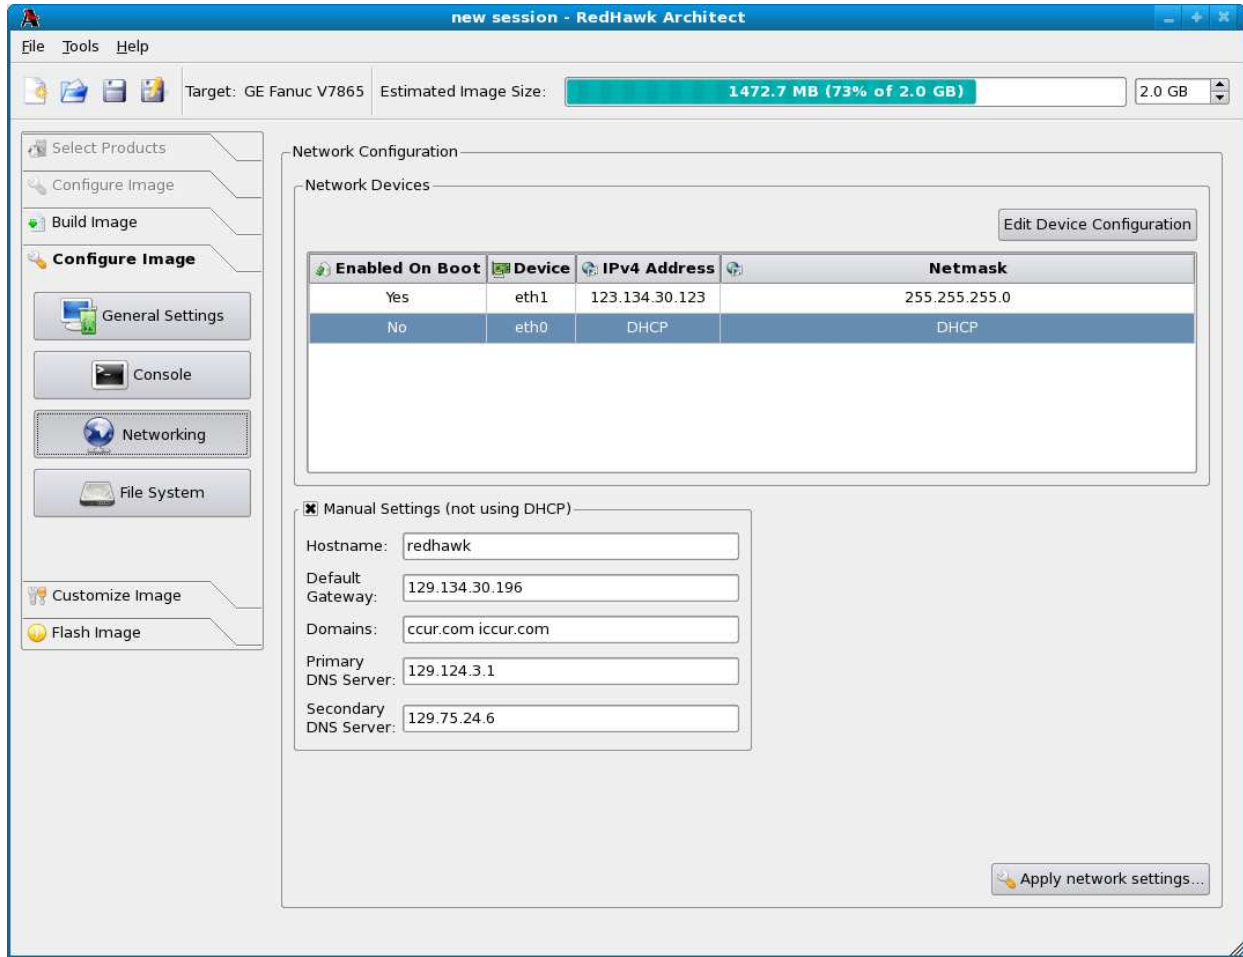 new session - RedHawk Architect
File Tools Help
Target: GE Fanuc V7865 Estimated Image Size: 1472.7 MB (73% of 2.0 GB) 2.0 GB
Select Products
Configure Image
Build Image
Configure Image
General Settings
Console
Networking
File System
Customize Image
Flash Image
Network Configuration
Network Devices
Edit Device Configuration
Enabled On Boot Device IPv4 Address Netmask
Yes eth1 123.134.30.123 255.255.255.0
No eth0 DHCP DHCP
Manual Settings (not using DHCP)
Hostname: redhawk
Default
Gateway: 129.134.30.196
Domains: ccur.com iccur.com
Primary
DNS Server: 129.124.3.1
Secondary
DNS Server: 129.75.24.6
Apply network settings...